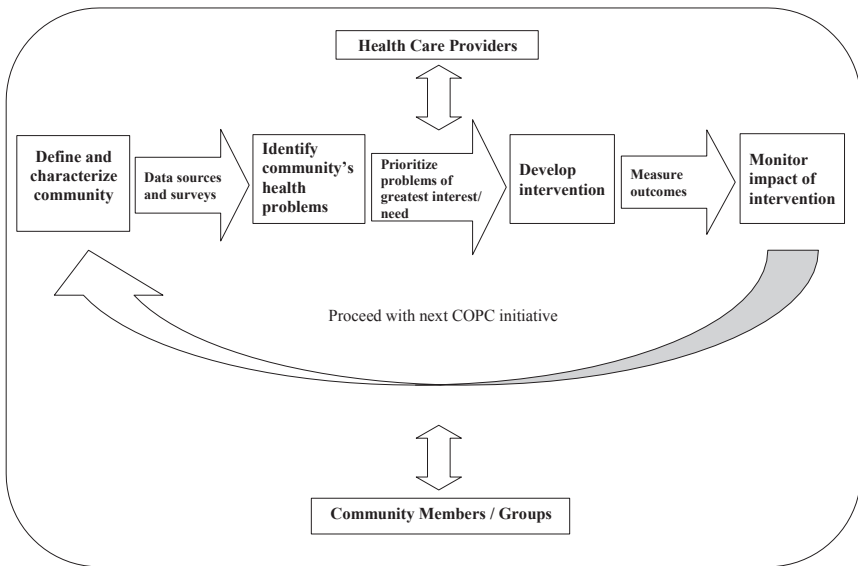 Health Care Providers
Define and
characterize
community
Data sources
and surveys
Identify
community’s
health
problems
Prioritize
problems of
greatest interest/
need
Develop
intervention
Measure
outcomes
Monitor
impact of
intervention
Proceed with next COPC initiative
Community Members / Groups